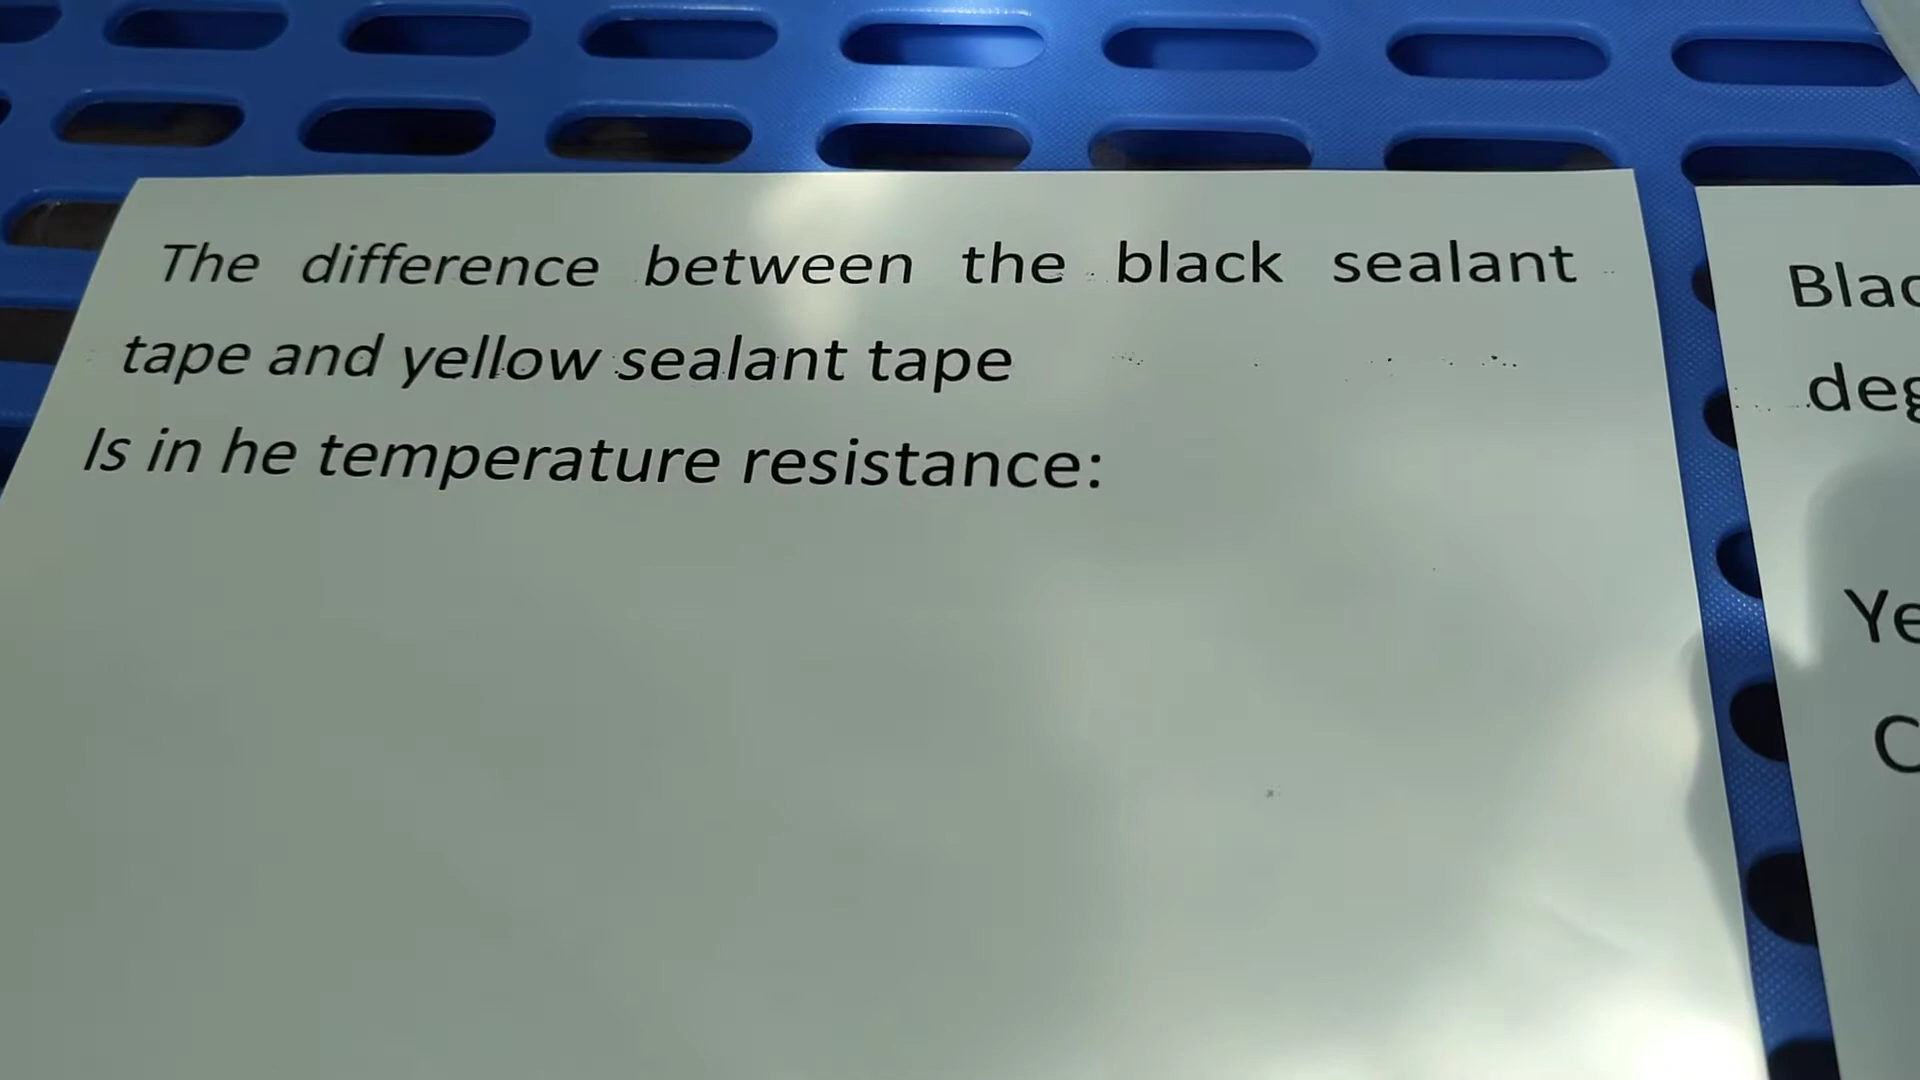 The difference between the black sealant
tape and yellow sealant tape
Is in he temperature resistance: